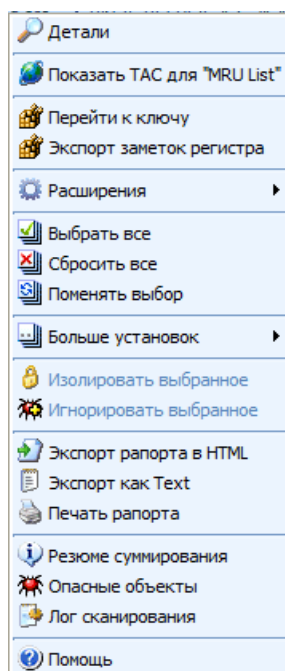 Детали
Показать TAC для "MRU List"
Перейти к ключу
Экспорт заметок регистра
Расширения
Выбрать все
Сбросить все
Поменять выбор
Больше установок
Изолировать выбранное
Игнорировать выбранное
Экспорт рапорта в HTML
Экспорт как Text
Печать рапорта
Резюме суммирования
Опасные объекты
Лог сканирования
Помощь